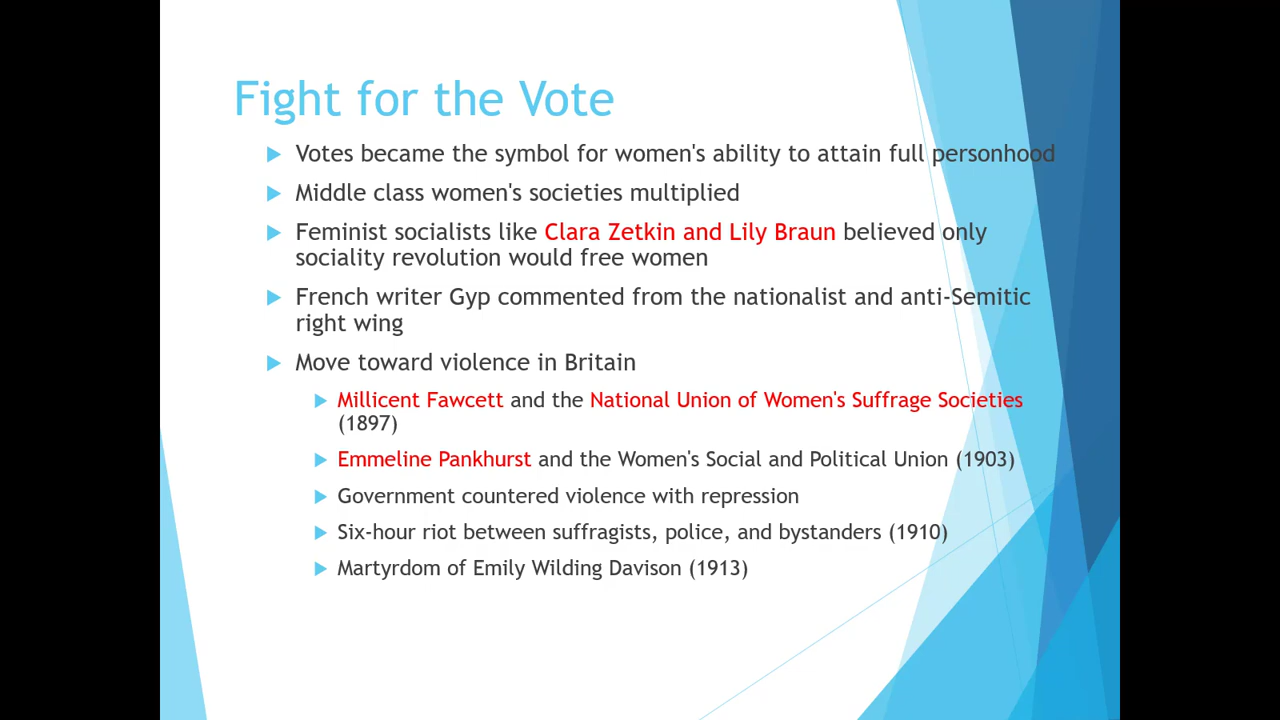 Fight for the Vote
Votes became the symbol for women's ability to attain full personhood
Middle class women's societies multiplied
Feminist socialists like Clara Zetkin and Lily Braun believed only
sociality revolution would free women
French writer Gyp commented from the nationalist and anti-Semitic
right wing
Move toward violence in Britain
Millicent Fawcett and the National Union of Women's Suffrage Societies
(1897)
Emmeline Pankhurst and the Women's Social and Political Union (1903)
Government countered violence with repression
Six-hour riot between suffragists, police, and bystanders (1910)
Martyrdom of Emily Wilding Davison (1913)